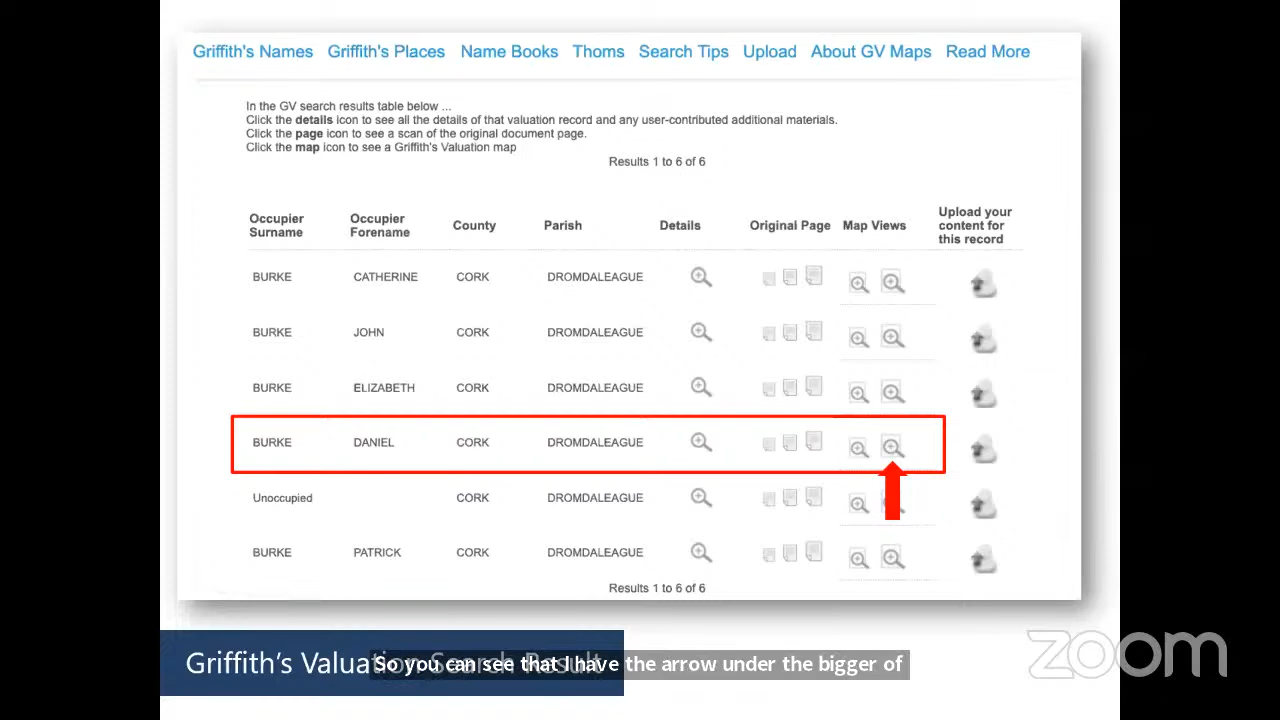 Griffith's Names Griffith's Places Name Books Thoms Search Tips Upload About GV Maps Read More
In the GV search results table below ...
Click the details icon to see all the details of that valuation record and any user-contributed additional materials.
Click the page icon to see a scan of the original document page.
Click the map icon to see a Griffith's Valuation map
Results 1 to 6 of 6
Occupier Surname Occupier Forename County Parish Details Original Page Map Views Upload your content for this record
BURKE CATHERINE CORK DROMDALEAGUE
BURKE JOHN CORK DROMDALEAGUE
BURKE ELIZABETH CORK DROMDALEAGUE
BURKE DANIEL CORK DROMDALEAGUE
Unoccupied CORK DROMDALEAGUE
BURKE PATRICK CORK DROMDALEAGUE
Results 1 to 6 of 6
Griffith's Valuation Search Result
So you can see that I have the arrow under the bigger of
zoom